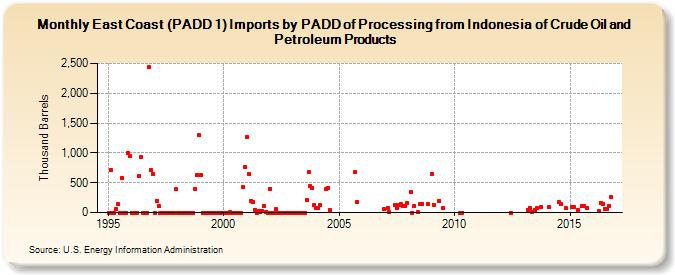 Monthly East Coast (PADD 1) Imports by PADD of Processing from Indonesia of Crude Oil and
Petroleum Products
Thousand Barrels
2,500
2,000
1,500
1,000
500
0
1995
2000
2005
2010
2015
Source: U.S. Energy Information Administration